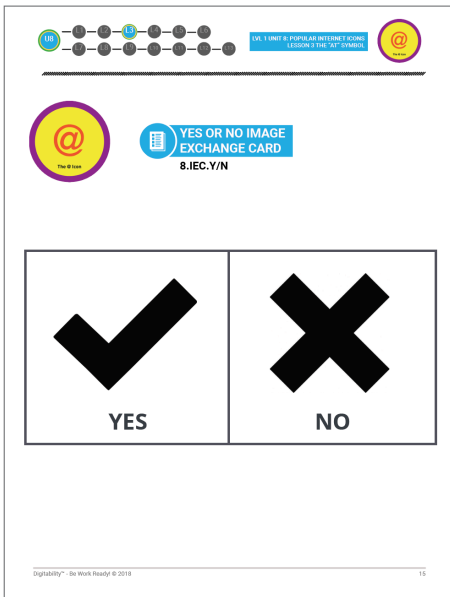 U8
L1 L2 L3 L4 L5 L6
L7 L8 L9 L10 L11 L12 L13
LVL 1 UNIT 8: POPULAR INTERNET ICONS
LESSON 3 THE "AT" SYMBOL
@
The @ Icon
@
The @ Icon
YES OR NO IMAGE
EXCHANGE CARD
8.IEC.Y/N
YES
NO
Digitability™ - Be Work Ready! © 2018
15